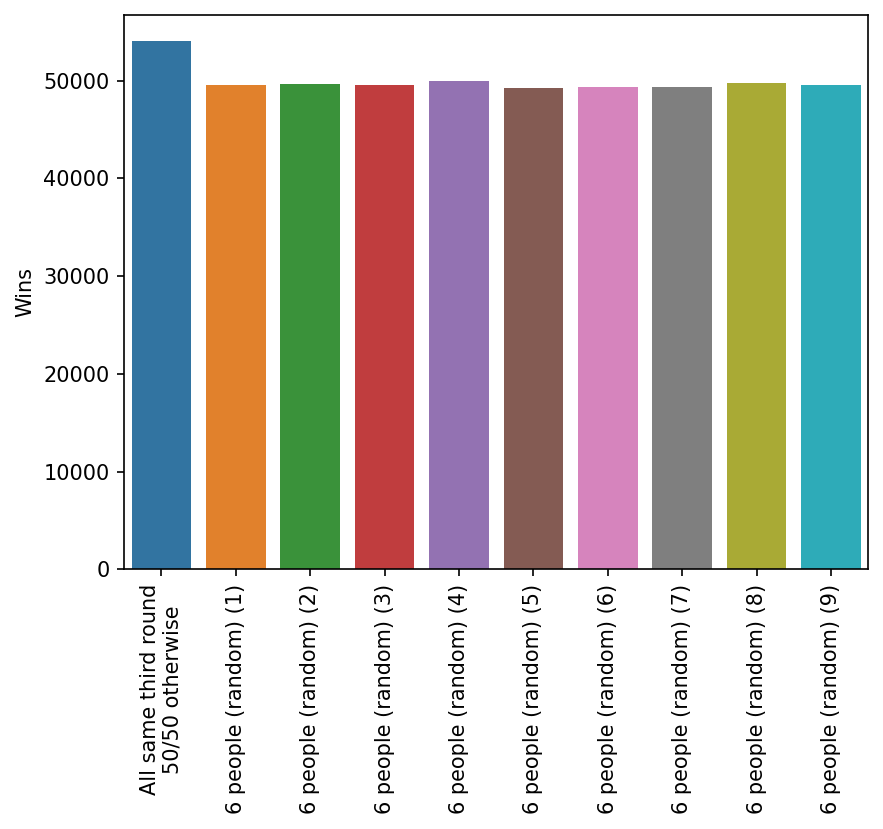 Wins
50000
40000
30000
20000
10000
0
All same third round
50/50 otherwise
6 people (random) (1)
6 people (random) (2)
6 people (random) (3)
6 people (random) (4)
6 people (random) (5)
6 people (random) (6)
6 people (random) (7)
6 people (random) (8)
6 people (random) (9)